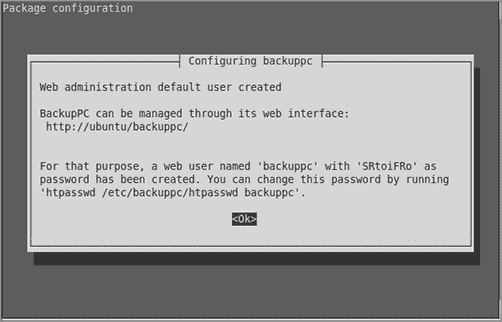 Package configuration
Configuring backuppc
Web administration default user created
BackupPC can be managed through its web interface:
http://ubuntu/backuppc/
For that purpose, a web user named 'backuppc' with 'SRtoiFRo' as
password has been created. You can change this password by running
'htpasswd /etc/backuppc/htpasswd backuppc'.
<Ok>